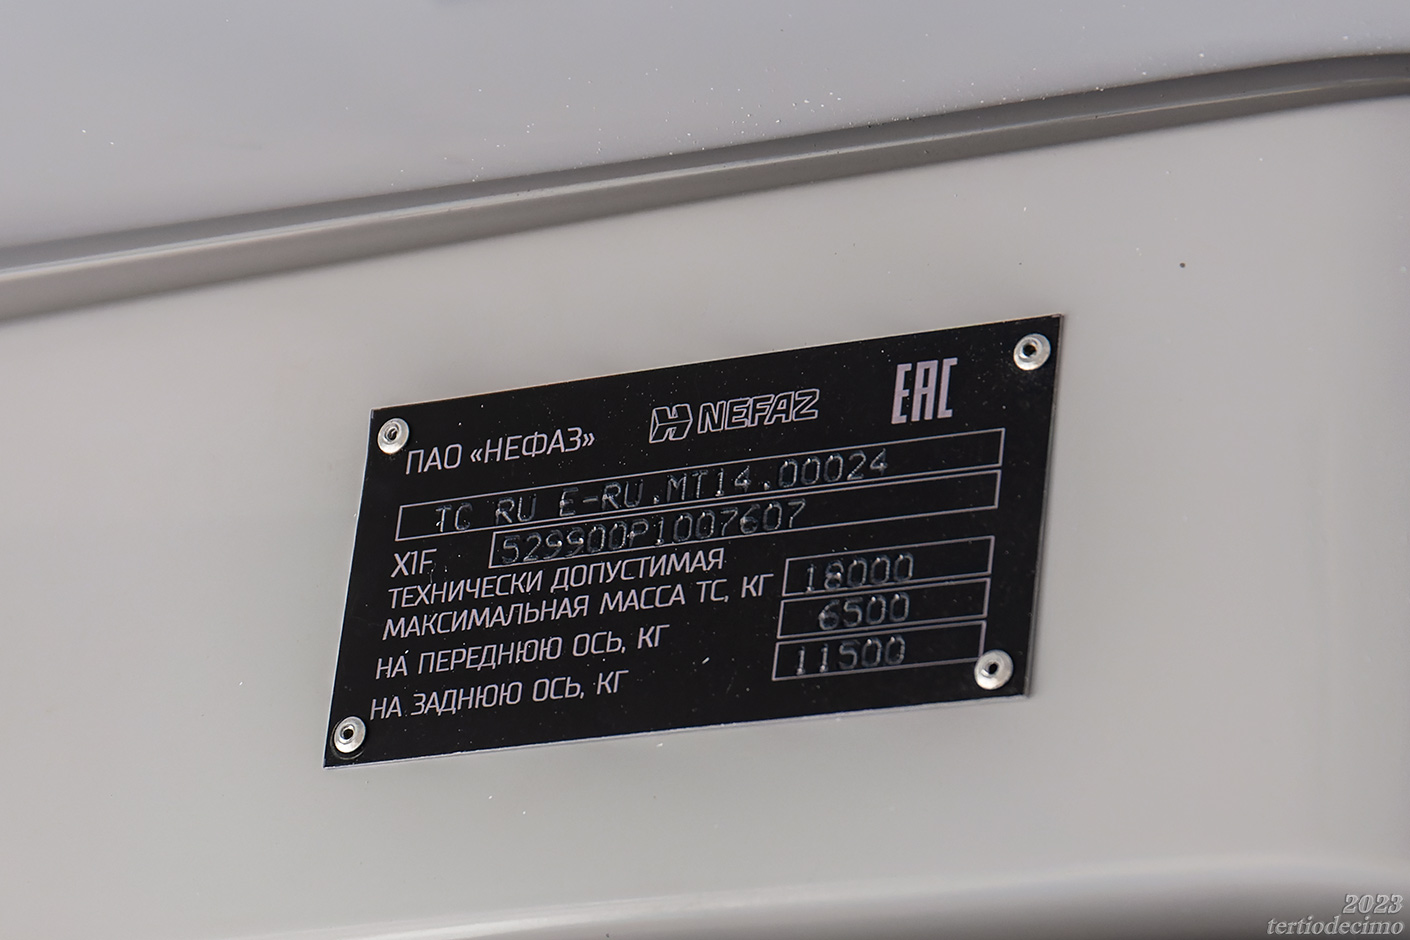 ПАО «НЕФАЗ» NEFAZ EAC
TC RU E-RU.MT14.00024
X1F 529900P1007607
ТЕХНИЧЕСКИ ДОПУСТИМАЯ
МАКСИМАЛЬНАЯ МАССА ТС, КГ 18000
НА ПЕРЕДНЮЮ ОСЬ, КГ 6500
НА ЗАДНЮЮ ОСЬ, КГ 11500
2023
tertiodecimo